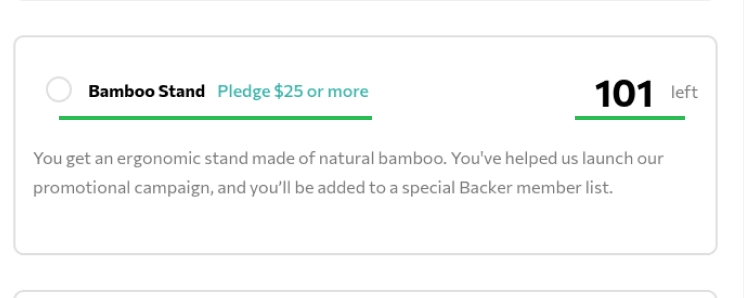 Bamboo Stand Pledge $25 or more 101 left
You get an ergonomic stand made of natural bamboo. You've helped us launch our
promotional campaign, and you’ll be added to a special Backer member list.